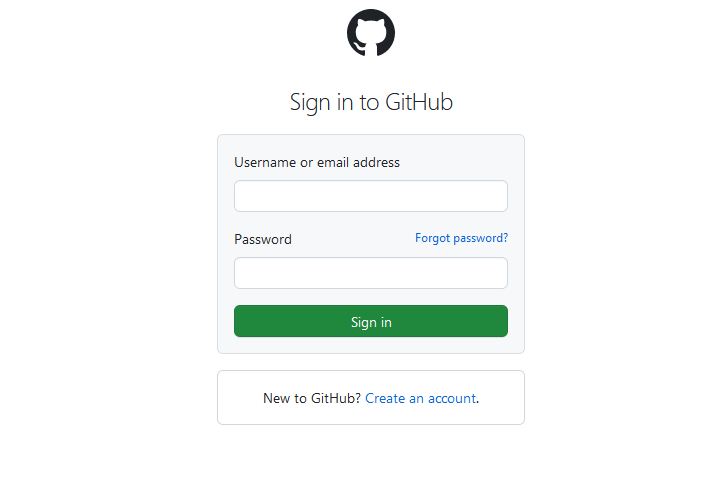 Sign in to GitHub
Username or email address
Password Forgot password?
Sign in
New to GitHub? Create an account.